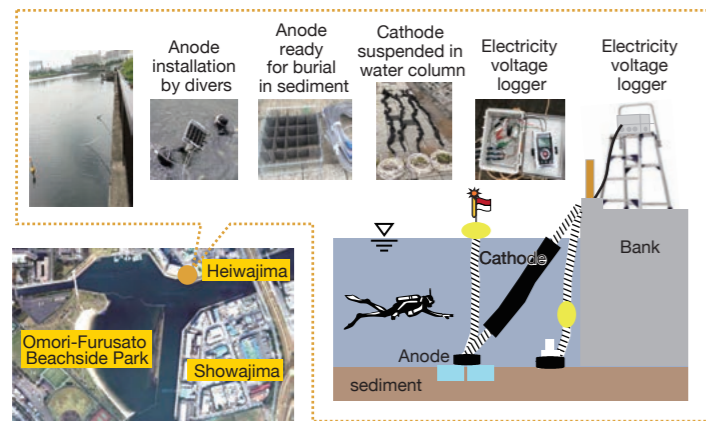 Anode
installation
by divers
Anode
ready
for burial
in sediment
Cathode
suspended in
water column
Electricity
voltage
logger
Electricity
voltage
logger
Heiwajima
Omori-Furusato
Beachside Park
Showajima
Cathode
Bank
Anode
sediment